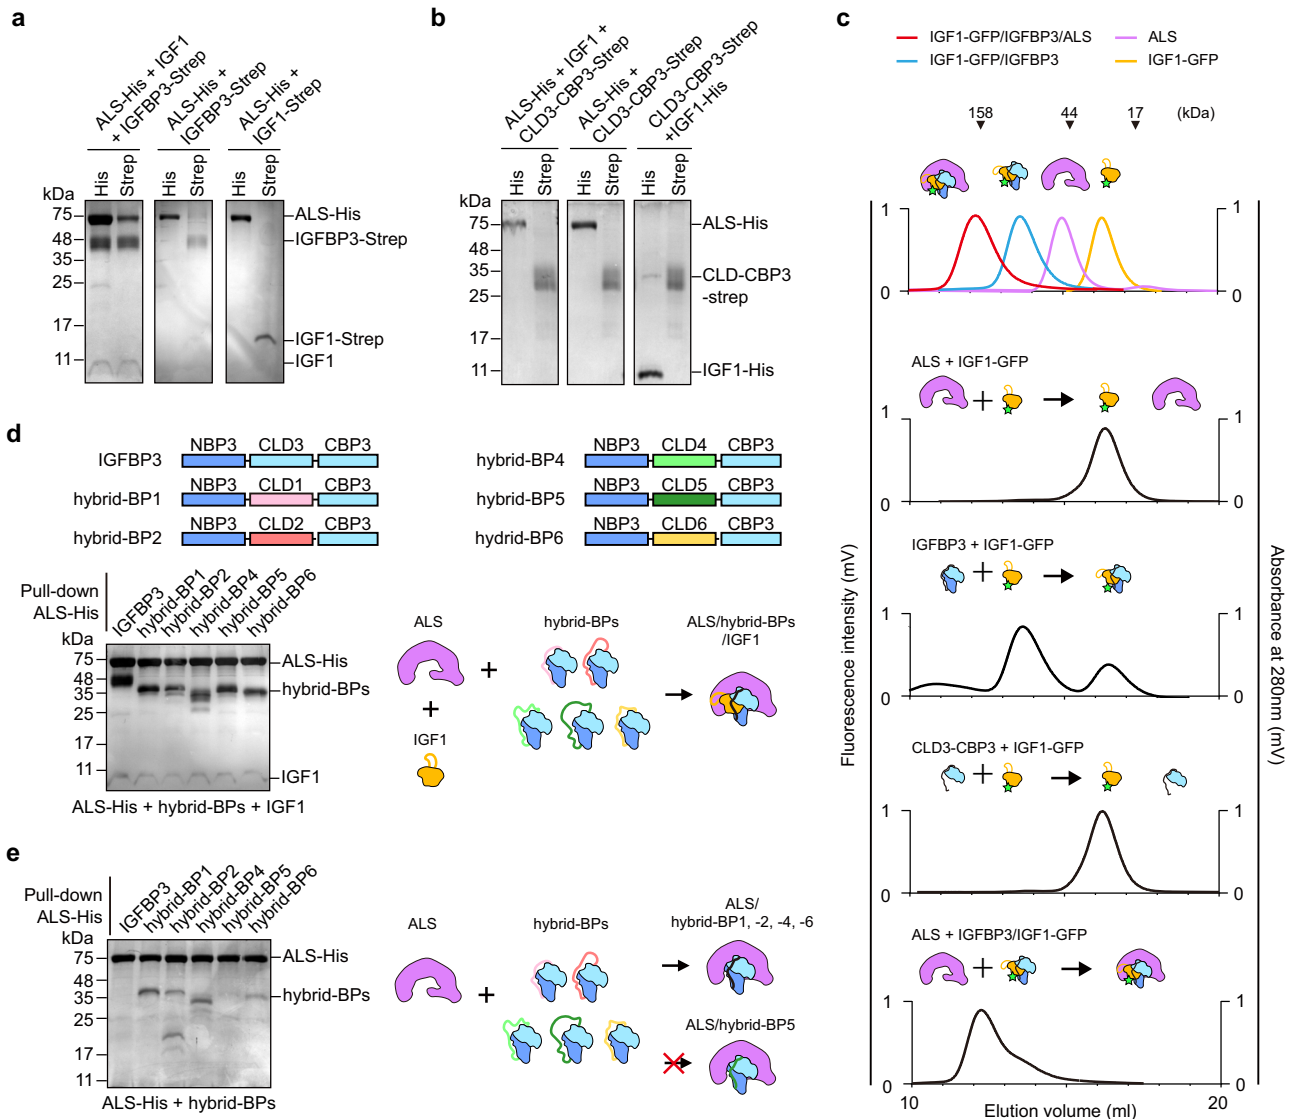 a
ALS-His + IGF1
+ IGFBP3-Strep
ALS-His +
IGFBP3-Strep
ALS-His +
IGF1-Strep
His
Strep
His
Strep
His
Strep
kDa
75
48
35
25
17
11
ALS-His
IGFBP3-Strep
IGF1-Strep
IGF1
b
ALS-His + IGF1 +
CLD3-CBP3-Strep
ALS-His +
CLD3-CBP3-Strep
CLD3-CBP3-Strep
+IGF1-His
His
Strep
His
Strep
His
Strep
kDa
75
48
35
25
17
11
ALS-His
CLD-CBP3
-strep
IGF1-His
c
IGF1-GFP/IGFBP3/ALS
ALS
IGF1-GFP/IGFBP3
IGF1-GFP
158
44
17
(kDa)
1
1
0
0
ALS + IGF1-GFP
+
1
1
0
0
IGFBP3 + IGF1-GFP
+
1
1
0
0
CLD3-CBP3 + IGF1-GFP
+
1
1
0
0
ALS + IGFBP3/IGF1-GFP
+
1
1
0
0
10
20
Elution volume (ml)
Fluorescence intensity (mV)
Absorbance at 280nm (mV)
d
IGFBP3
NBP3
CLD3
CBP3
hybrid-BP1
NBP3
CLD1
CBP3
hybrid-BP2
NBP3
CLD2
CBP3
hybrid-BP4
NBP3
CLD4
CBP3
hybrid-BP5
NBP3
CLD5
CBP3
hydrid-BP6
NBP3
CLD6
CBP3
Pull-down
ALS-His
IGFBP3
hybrid-BP1
hybrid-BP2
hybrid-BP4
hybrid-BP5
hybrid-BP6
kDa
75
48
35
25
17
11
ALS-His
hybrid-BPs
IGF1
ALS-His + hybrid-BPs + IGF1
ALS
+
IGF1
+
hybrid-BPs
ALS/hybrid-BPs
/IGF1
e
Pull-down
ALS-His
IGFBP3
hybrid-BP1
hybrid-BP2
hybrid-BP4
hybrid-BP5
hybrid-BP6
kDa
75
48
35
25
17
11
ALS-His
hybrid-BPs
ALS-His + hybrid-BPs
ALS
+
hybrid-BPs
ALS/
hybrid-BP1, -2, -4, -6
ALS/hybrid-BP5